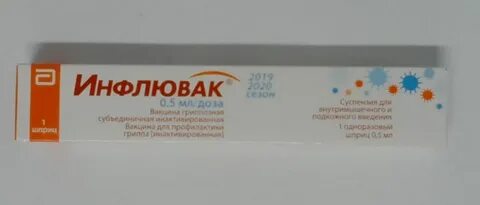 ИНФЛЮВАК®
0,5 мл/доза
Вакцина гриппозная
субъединичная инактивированная
Вакцина для профилактики
гриппа [инактивированная]
2019
2020
сезон
Суспензия для
внутримышечного и
подкожного введения
1 одноразовый
шприц 0,5 мл
1
шприц